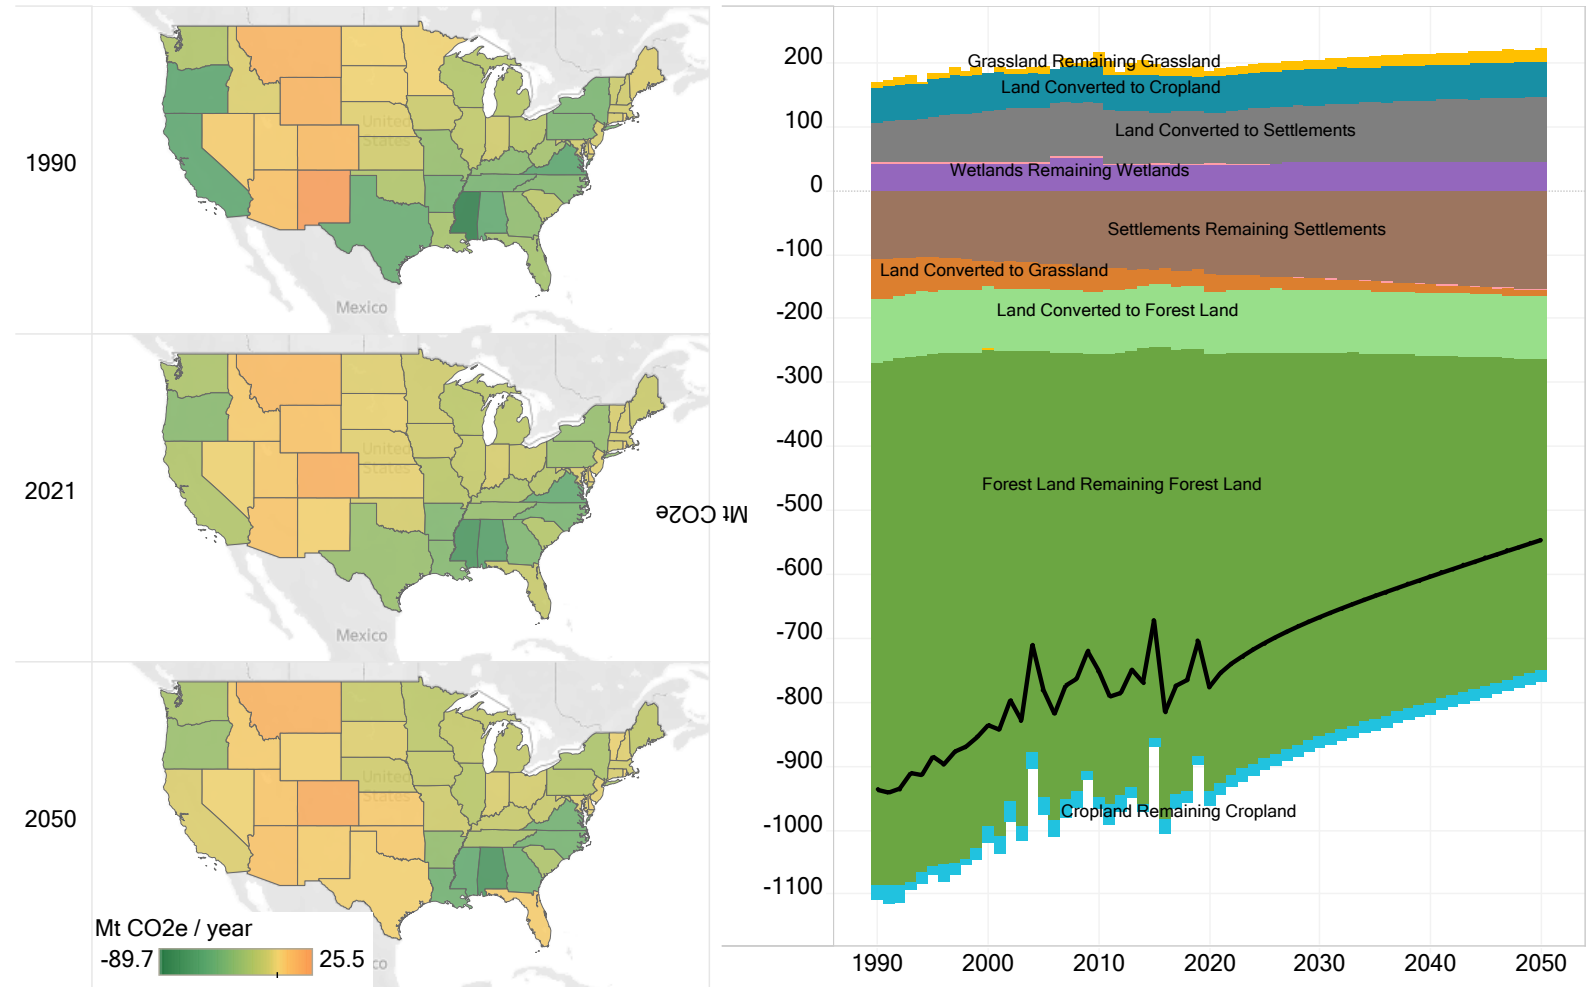 1990
United
States
Mexico
2021
United
States
Mexico
2050
United
States
Mt CO2e / year
-89.7
25.5
co
Mt CO2e
200
100
0
-100
-200
-300
-400
-500
-600
-700
-800
-900
-1000
-1100
Grassland Remaining Grassland
Land Converted to Cropland
Land Converted to Settlements
Wetlands Remaining Wetlands
Settlements Remaining Settlements
Land Converted to Grassland
Land Converted to Forest Land
Forest Land Remaining Forest Land
Cropland Remaining Cropland
1990 2000 2010 2020 2030 2040 2050